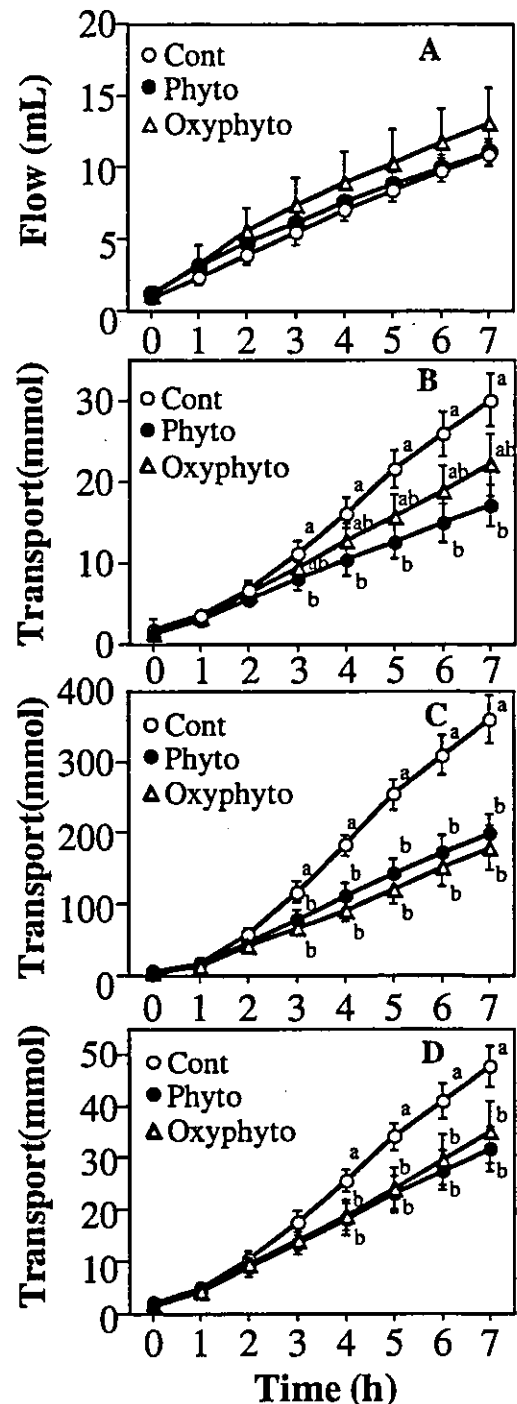 20
15
10
5
0
Flow (mL)
A
Cont
Phyto
Oxyphyto
0 1 2 3 4 5 6 7
30
20
10
0
Transport(mmol)
B
Cont
Phyto
Oxyphyto
a a a a a
ab ab ab ab ab
b b b b b
0 1 2 3 4 5 6 7
400
300
200
100
0
Transport(mmol)
C
Cont
Phyto
Oxyphyto
a a a a a
b b b b b
b b b b b
0 1 2 3 4 5 6 7
50
40
30
20
10
0
Transport(mmol)
D
Cont
Phyto
Oxyphyto
a a a a
b b b b
b b b b
0 1 2 3 4 5 6 7
Time (h)